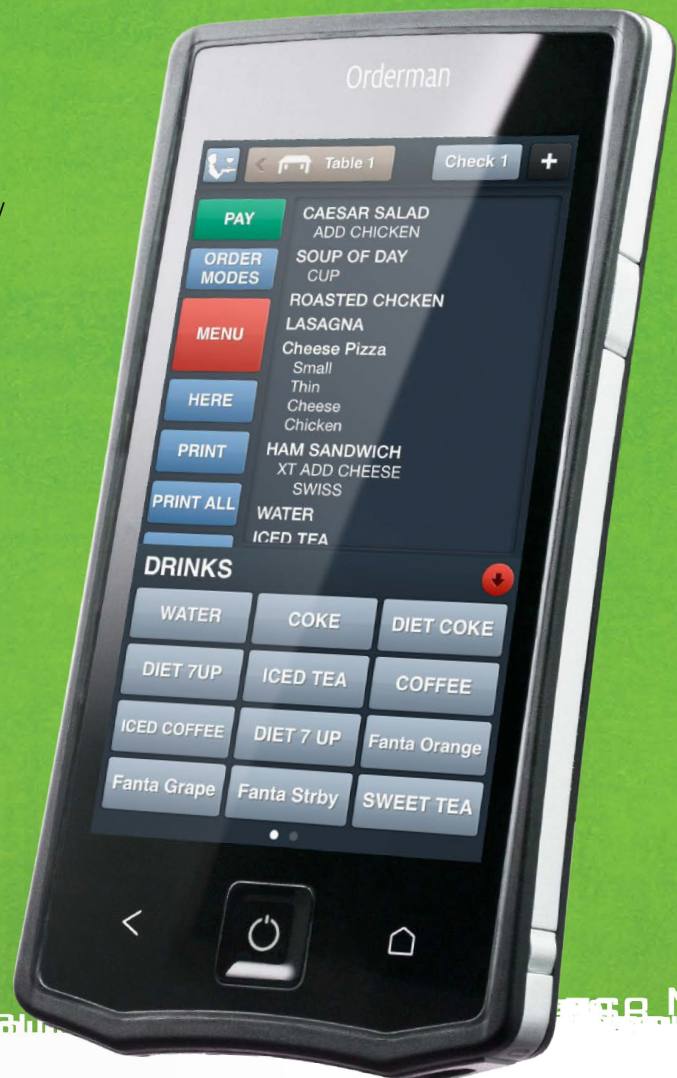 Orderman
Table 1
Check 1
+
PAY
ORDER
MODES
MENU
HERE
PRINT
PRINT ALL
CAESAR SALAD
ADD CHICKEN
SOUP OF DAY
CUP
ROASTED CHCKEN
LASAGNA
Cheese Pizza
Small
Thin
Cheese
Chicken
HAM SANDWICH
XT ADD CHEESE
SWISS
WATER
ICED TEA
DRINKS
WATER COKE DIET COKE
DIET 7UP ICED TEA COFFEE
ICED COFFEE DIET 7 UP Fanta Orange
Fanta Grape Fanta Strby SWEET TEA